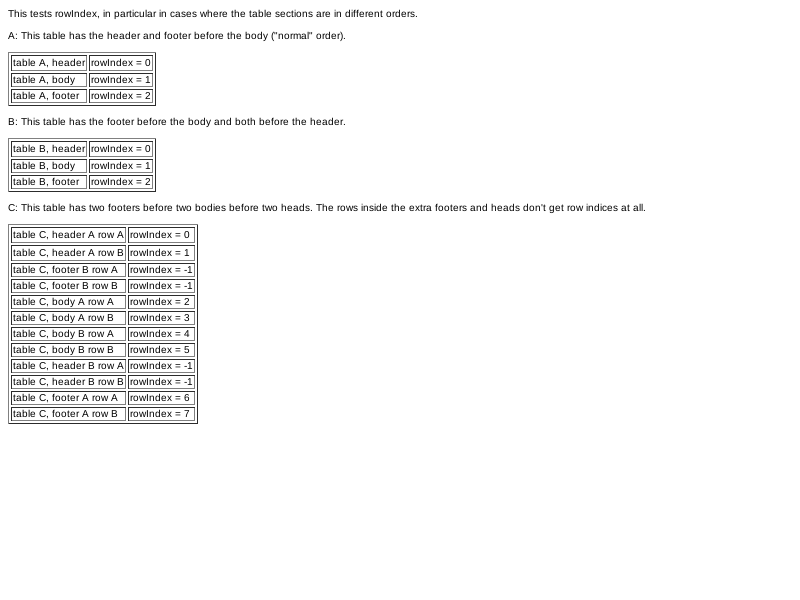 This tests rowIndex, in particular in cases where the table sections are in different orders.
A: This table has the header and footer before the body ("normal" order).
table A, header rowIndex = 0
table A, body rowIndex = 1
table A, footer rowIndex = 2
B: This table has the footer before the body and both before the header.
table B, header rowIndex = 0
table B, body rowIndex = 1
table B, footer rowIndex = 2
C: This table has two footers before two bodies before two heads. The rows inside the extra footers and heads don't get row indices at all.
table C, header A row A rowIndex = 0
table C, header A row B rowIndex = 1
table C, footer B row A rowIndex = -1
table C, footer B row B rowIndex = -1
table C, body A row A rowIndex = 2
table C, body A row B rowIndex = 3
table C, body B row A rowIndex = 4
table C, body B row B rowIndex = 5
table C, header B row A rowIndex = -1
table C, header B row B rowIndex = -1
table C, footer A row A rowIndex = 6
table C, footer A row B rowIndex = 7